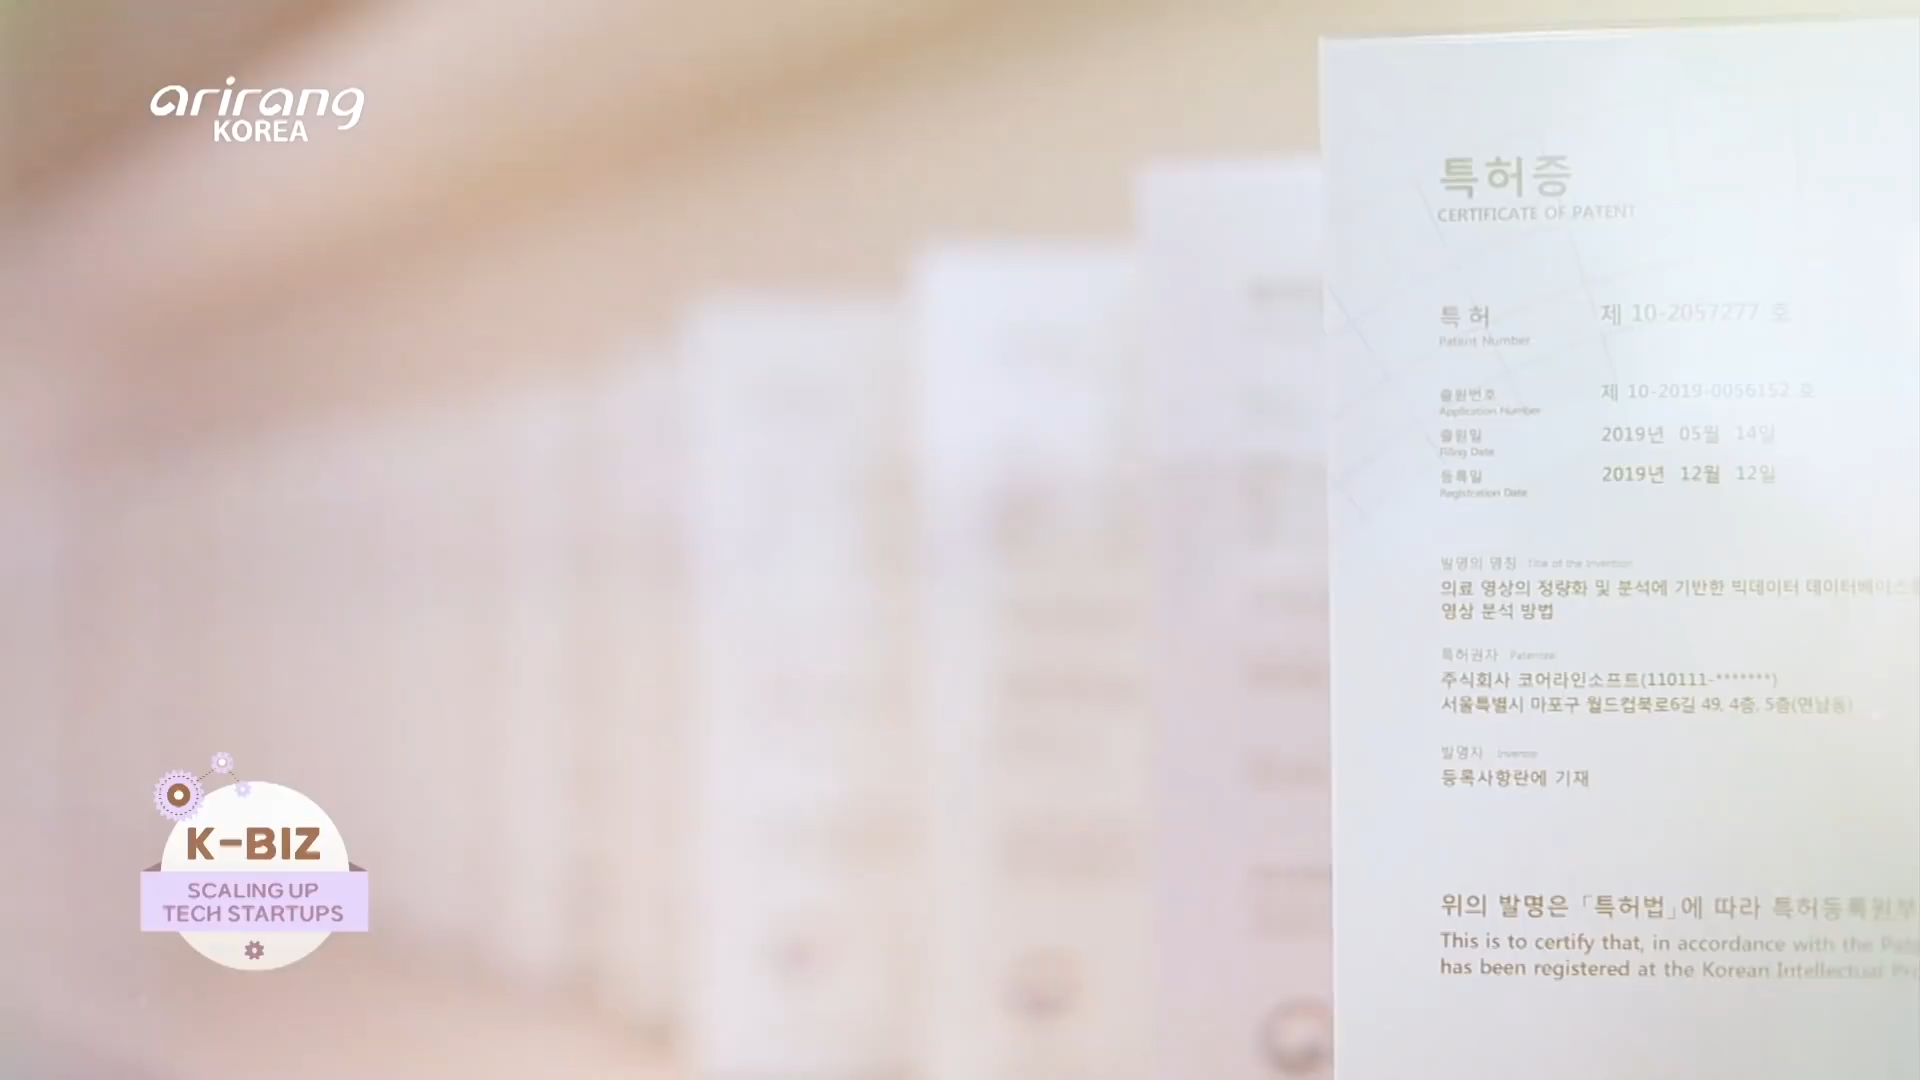 arirang
KOREA
특허증
CERTIFICATE OF PATENT
특 허
제 10-2057277 호
Patent Number
출원번호
제 10-2019-0056152 호
Application Number
출원일
2019년 05월 14일
Filing Date
등록일
2019년 12월 12일
Registration Date
발명의 명칭 Title of the Invention
의료 영상의 정량화 및 분석에 기반한 빅데이터 데이터베이스
영상 분석 방법
특허권자 Patentee
주식회사 코어라인소프트(110111-*******)
서울특별시 마포구 월드컵북로6길 49, 4층, 5층(연남동)
발명자 Inventor
등록사항란에 기재
위의 발명은 「특허법」에 따라 특허등록원부
This is to certify that, in accordance with the
has been registered at the Korean Intellectual
K-BIZ
SCALING UP
TECH STARTUPS